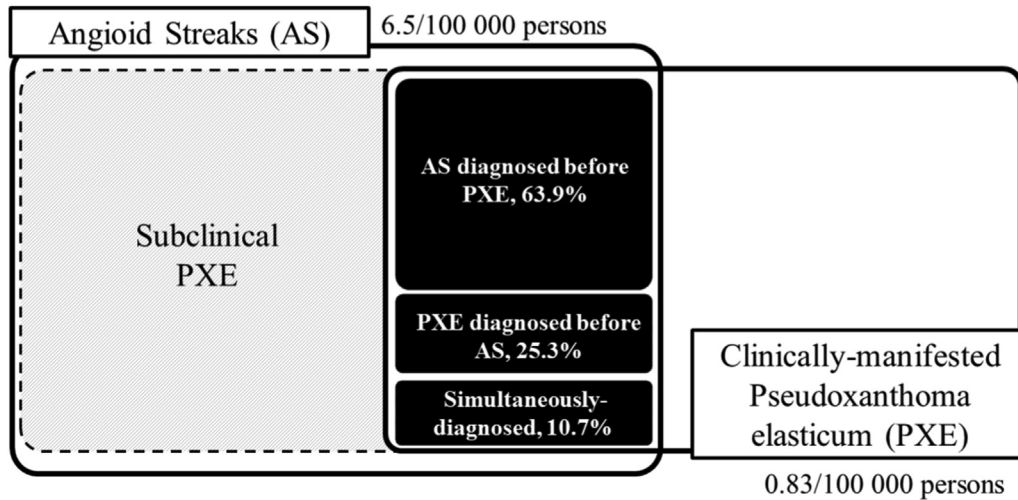 Angioid Streaks (AS)
6.5/100 000 persons
AS diagnosed before
PXE, 63.9%
Subclinical
PXE
PXE diagnosed before
AS, 25.3%
Simultaneously-
diagnosed, 10.7%
Clinically-manifested
Pseudoxanthoma
elasticum (PXE)
0.83/100 000 persons